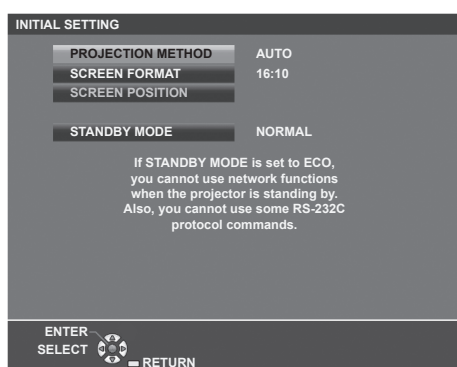 INITIAL SETTING
PROJECTION METHOD AUTO
SCREEN FORMAT 16:10
SCREEN POSITION
STANDBY MODE NORMAL
If STANDBY MODE is set to ECO,
you cannot use network functions
when the projector is standing by.
Also, you cannot use some RS-232C
protocol commands.
ENTER
SELECT
RETURN